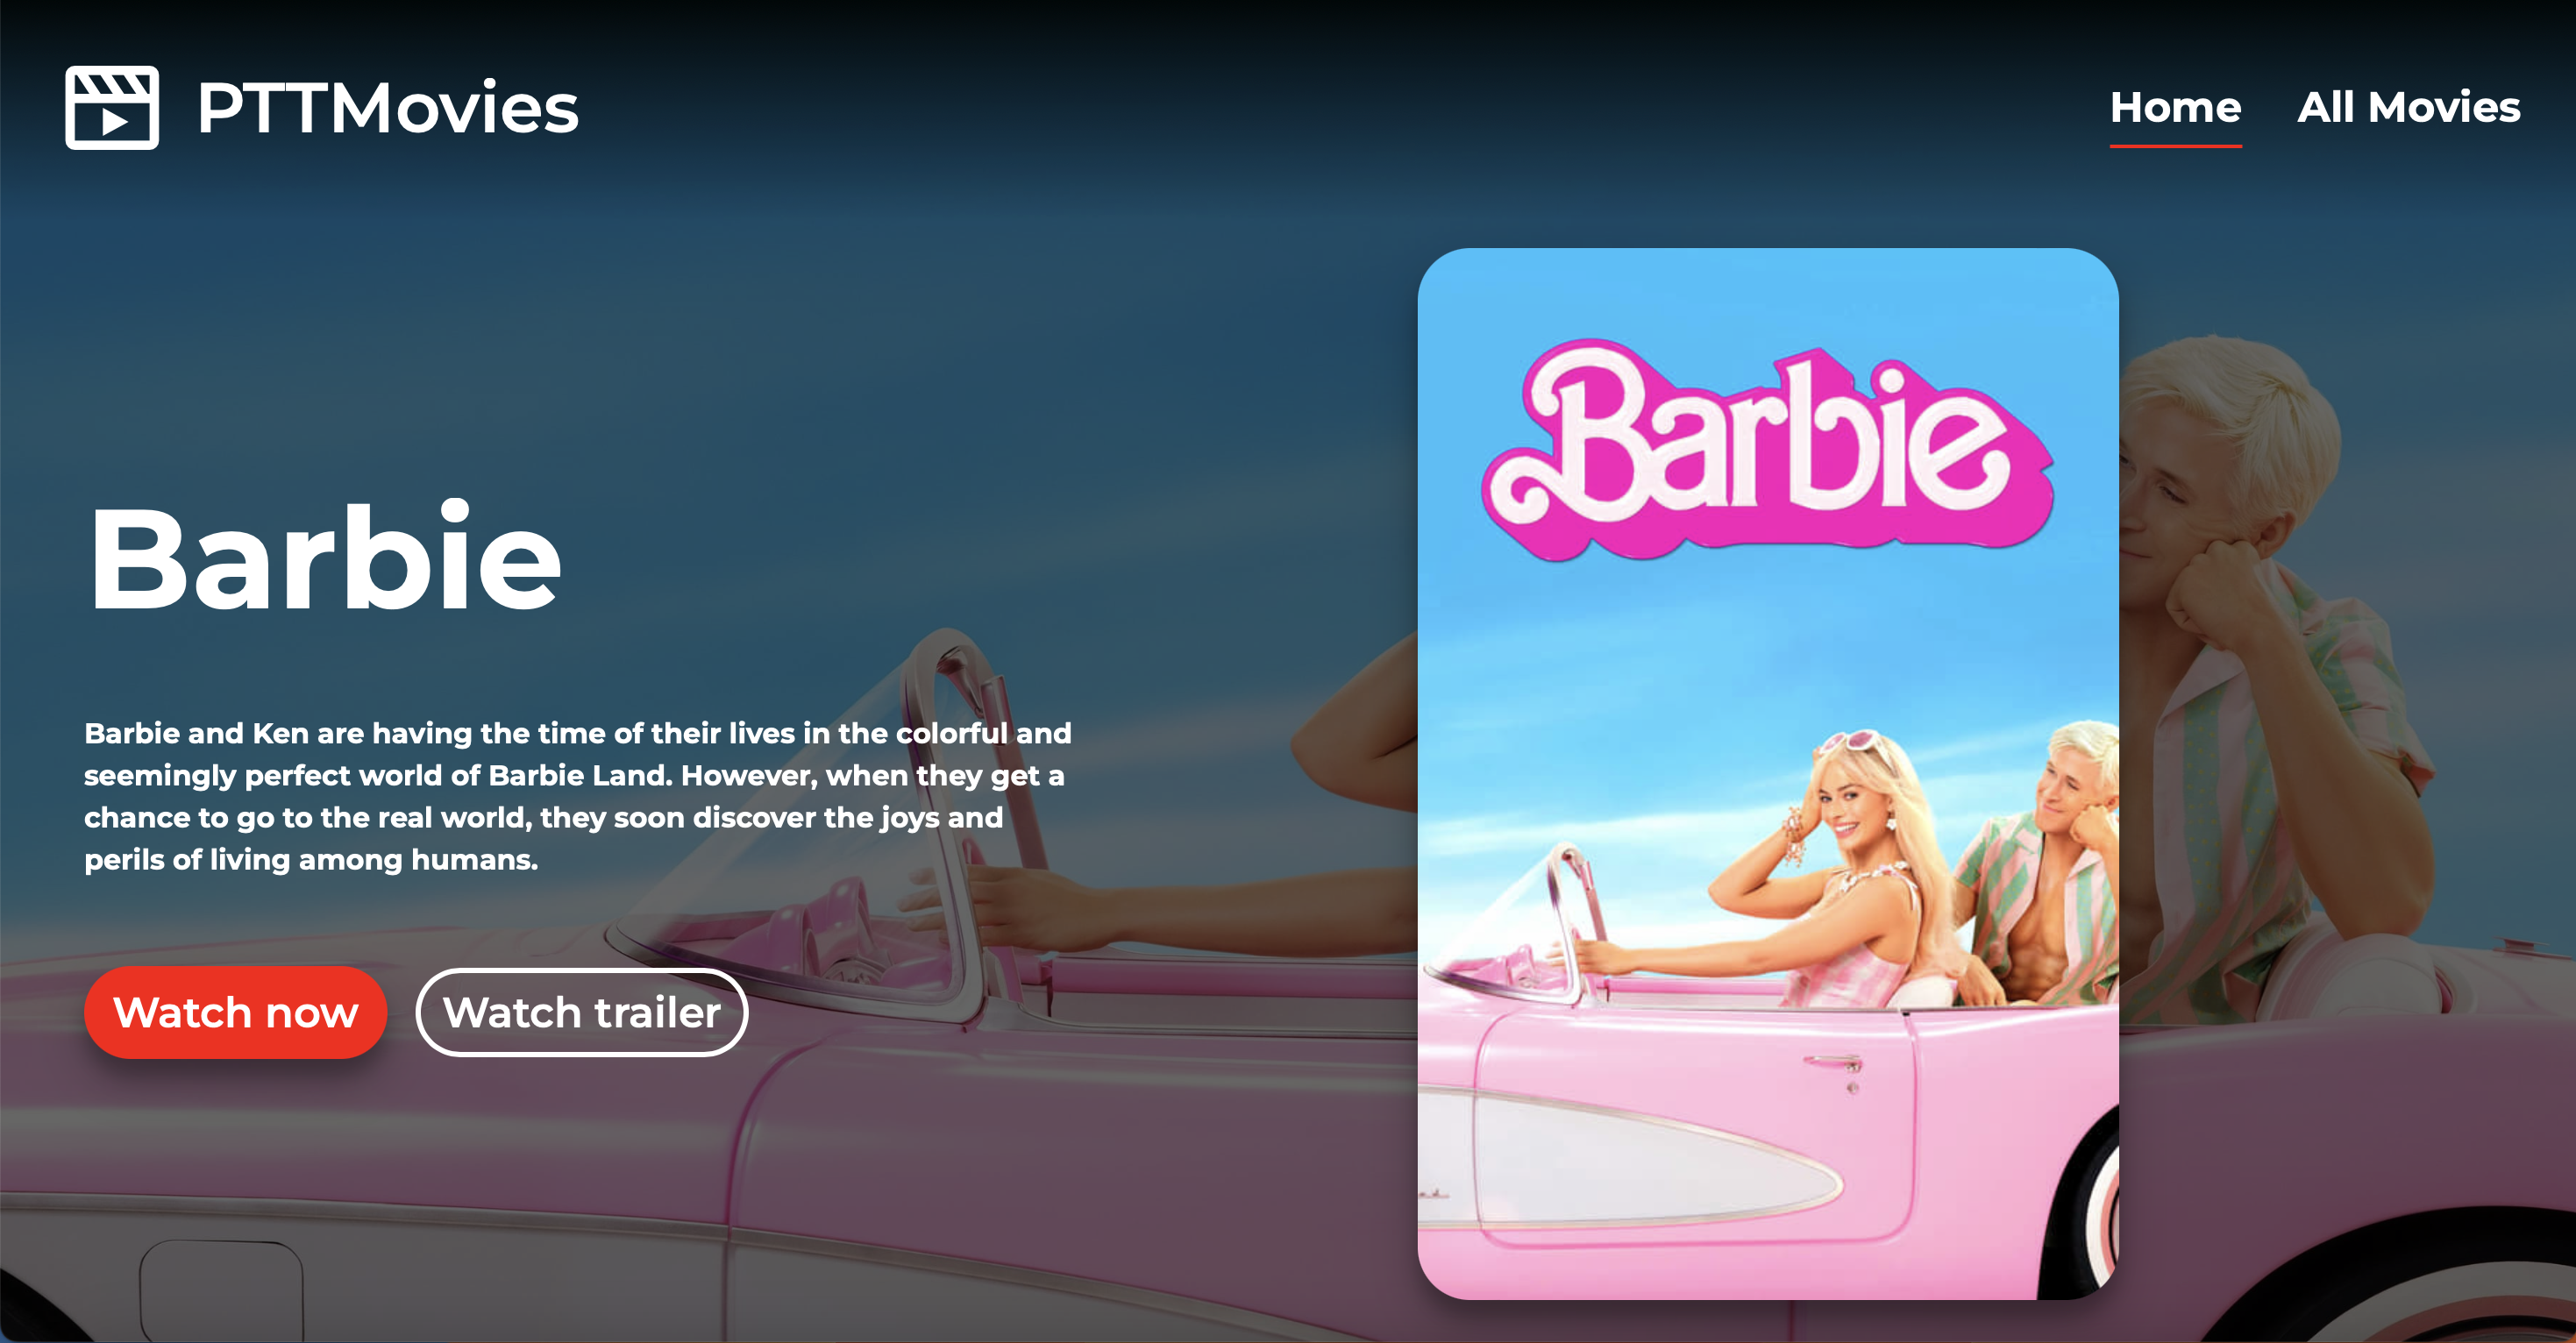 PTTMovies
Home
All Movies
Barbie
Barbie
Barbie and Ken are having the time of their lives in the colorful and
seemingly perfect world of Barbie Land. However, when they get a
chance to go to the real world, they soon discover the joys and
perils of living among humans.
Watch now
Watch trailer